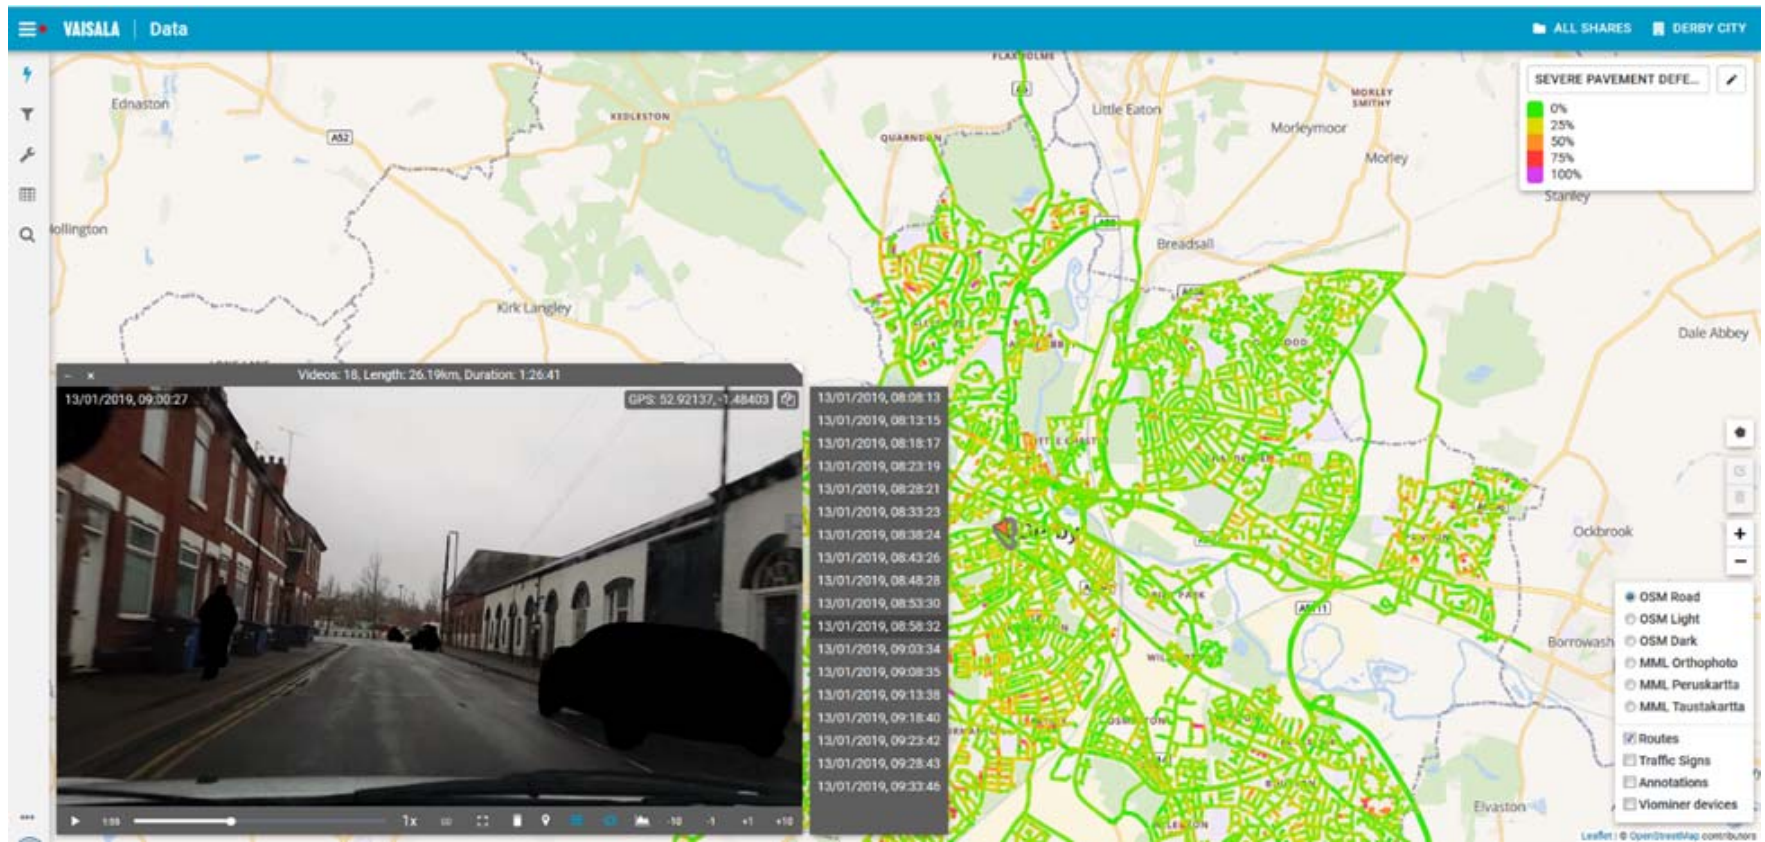 VAISALA Data
ALL SHARES DERBY CITY
SEVERE PAVEMENT DEFE...
0%
25%
50%
75%
100%
FLAXHOLME
Little Eaton
MORLEY
SMITHY
Morleymoor
Ednaston
KEDLESTON
A52
QUARNDON
Morley
Stanley
Breadsall
Kirk Langley
Dale Abbey
Videos: 18, Length: 26.19km, Duration: 1:26:41
13/01/2019, 09:00:27
GPS: 52.92137, -1.48403
13/01/2019, 08:08:13
13/01/2019, 08:13:15
13/01/2019, 08:18:17
13/01/2019, 08:23:19
13/01/2019, 08:28:21
13/01/2019, 08:33:23
13/01/2019, 08:38:24
13/01/2019, 08:43:26
13/01/2019, 08:48:28
13/01/2019, 08:53:30
13/01/2019, 08:58:32
13/01/2019, 09:03:34
13/01/2019, 09:08:35
13/01/2019, 09:13:38
13/01/2019, 09:18:40
13/01/2019, 09:23:42
13/01/2019, 09:28:43
13/01/2019, 09:33:46
Ockbrook
Borrowash
Elvaston
+
−
OSM Road
OSM Light
OSM Dark
MML Orthophoto
MML Peruskartta
MML Taustakartta
Routes
Traffic Signs
Annotations
Viominer devices
1x
-10 -1 +1 +10
Leaflet | © OpenStreetMap contributors